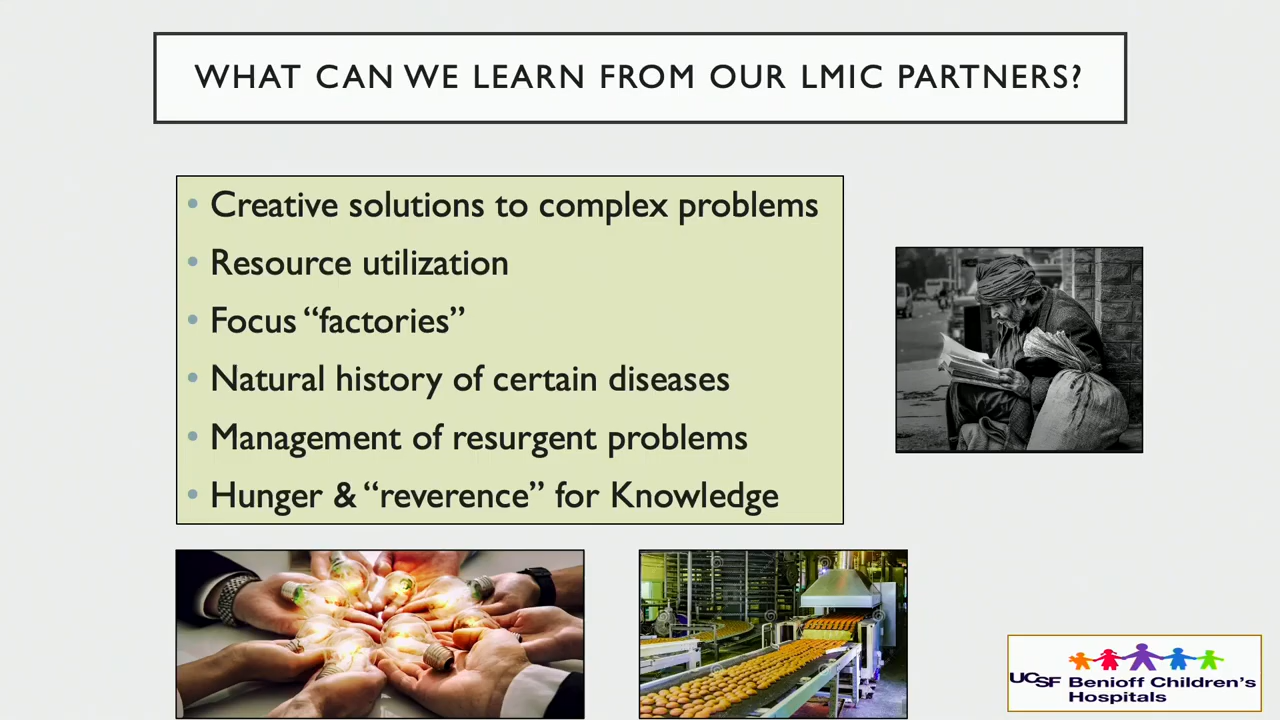 WHAT CAN WE LEARN FROM OUR LMIC PARTNERS?
• Creative solutions to complex problems
• Resource utilization
• Focus “factories”
• Natural history of certain diseases
• Management of resurgent problems
• Hunger & “reverence” for Knowledge
UCSF Benioff Children's
Hospitals